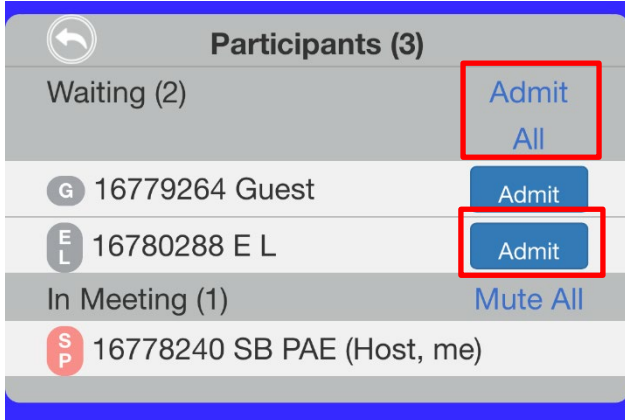 Participants (3)
Waiting (2)
Admit
All
G 16779264 Guest
Admit
E
L
16780288 E L
Admit
In Meeting (1)
Mute All
S
P
16778240 SB PAE (Host, me)